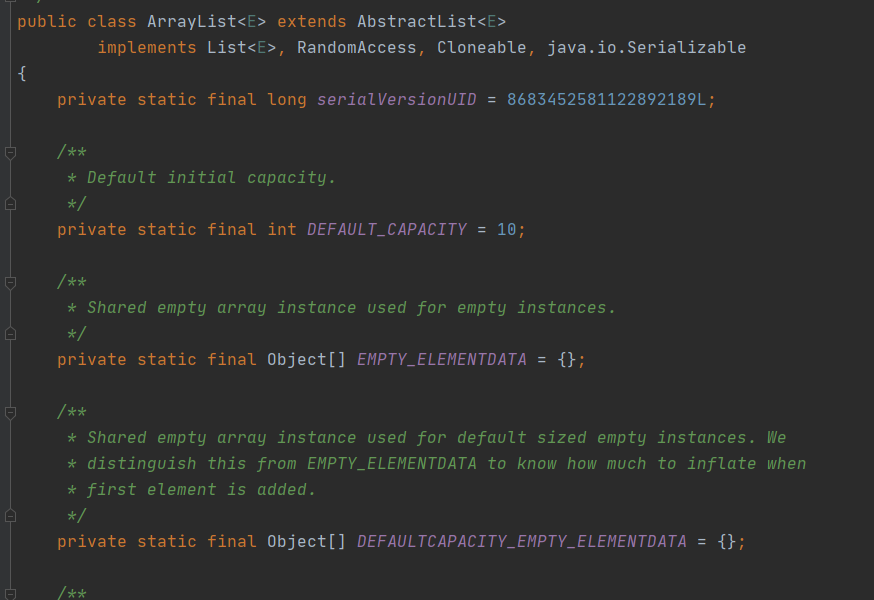 public class ArrayList<E> extends AbstractList<E>
        implements List<E>, RandomAccess, Cloneable, java.io.Serializable
{
    private static final long serialVersionUID = 8683452581122892189L;
    /**
     * Default initial capacity.
     */
    private static final int DEFAULT_CAPACITY = 10;
    /**
     * Shared empty array instance used for empty instances.
     */
    private static final Object[] EMPTY_ELEMENTDATA = {};
    /**
     * Shared empty array instance used for default sized empty instances. We
     * distinguish this from EMPTY_ELEMENTDATA to know how much to inflate when
     * first element is added.
     */
    private static final Object[] DEFAULTCAPACITY_EMPTY_ELEMENTDATA = {};
    /**